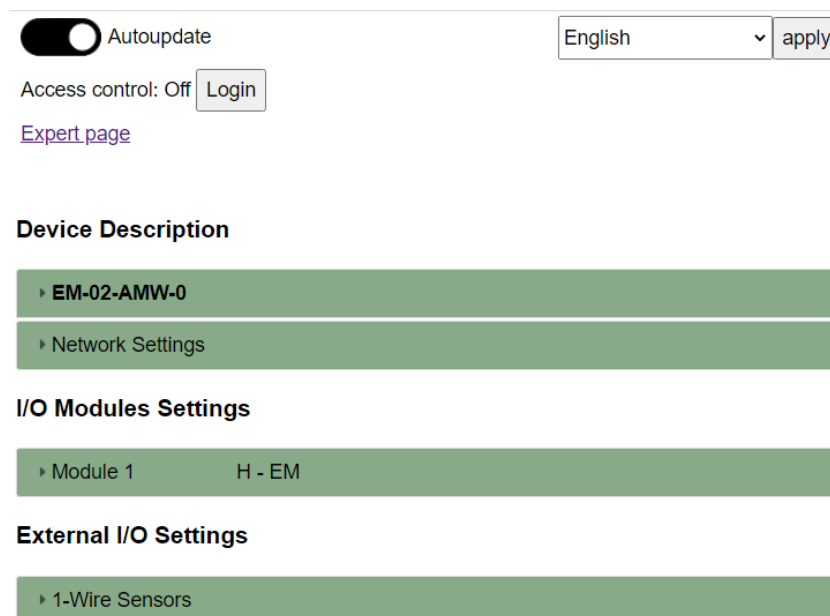 Autoupdate English apply
Access control: Off Login
Expert page
Device Description
EM-02-AMW-0
Network Settings
I/O Modules Settings
Module 1 H - EM
External I/O Settings
1-Wire Sensors